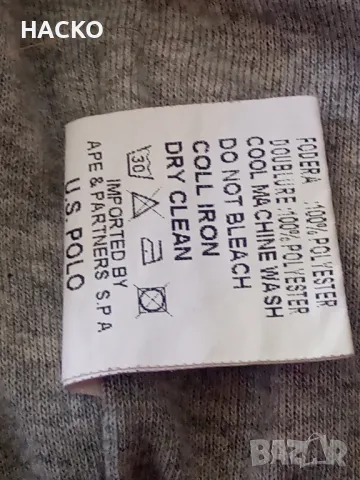 HACKO
FODERA :100% POLYESTER
DOUBLURE :100% POLYESTER
COOL MACHINE WASH
DO NOT BLEACH
COLL IRON
DRY CLEAN
30
IMPORTED BY
APE & PARTNERS S.P.A
U.S POLO
BAZAR